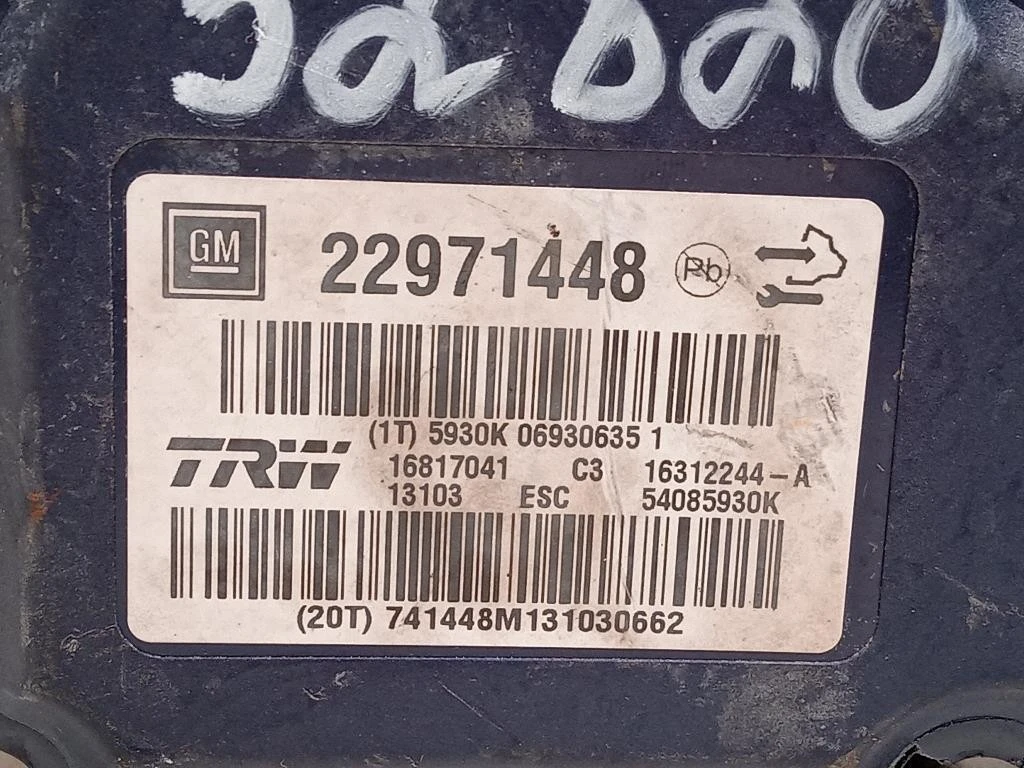 GM 22971448 Pb
(1T) 5930K 06930635 1
TRW
16817041 C3 16312244-A
13103 ESC 54085930K
(20T) 741448M131030662